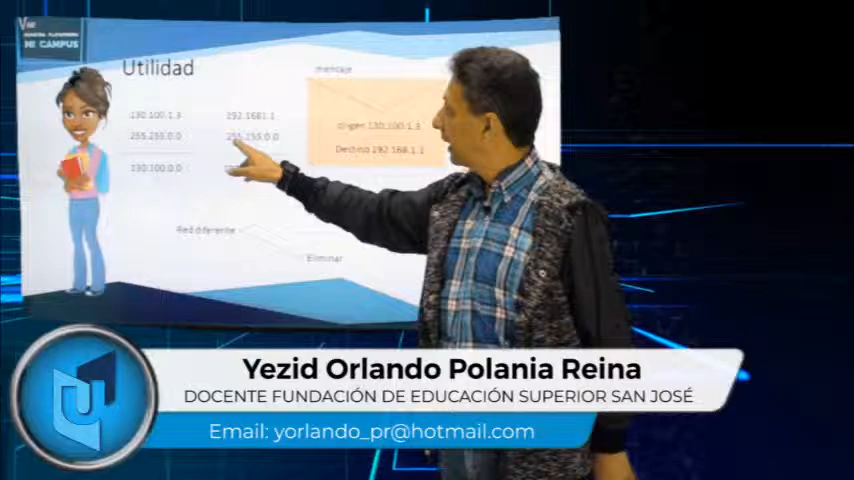 MI CAMPUS
Utilidad
130.100.1.3
192.1681.1
255.255.0.0
255.255.0.0
130.100.0.0
mensaje
origen 130.100.1.3
Destino 192.168.1.1
Red diferente
Eliminar
Yezid Orlando Polania Reina
DOCENTE FUNDACIÓN DE EDUCACIÓN SUPERIOR SAN JOSÉ
Email: yorlando_pr@hotmail.com